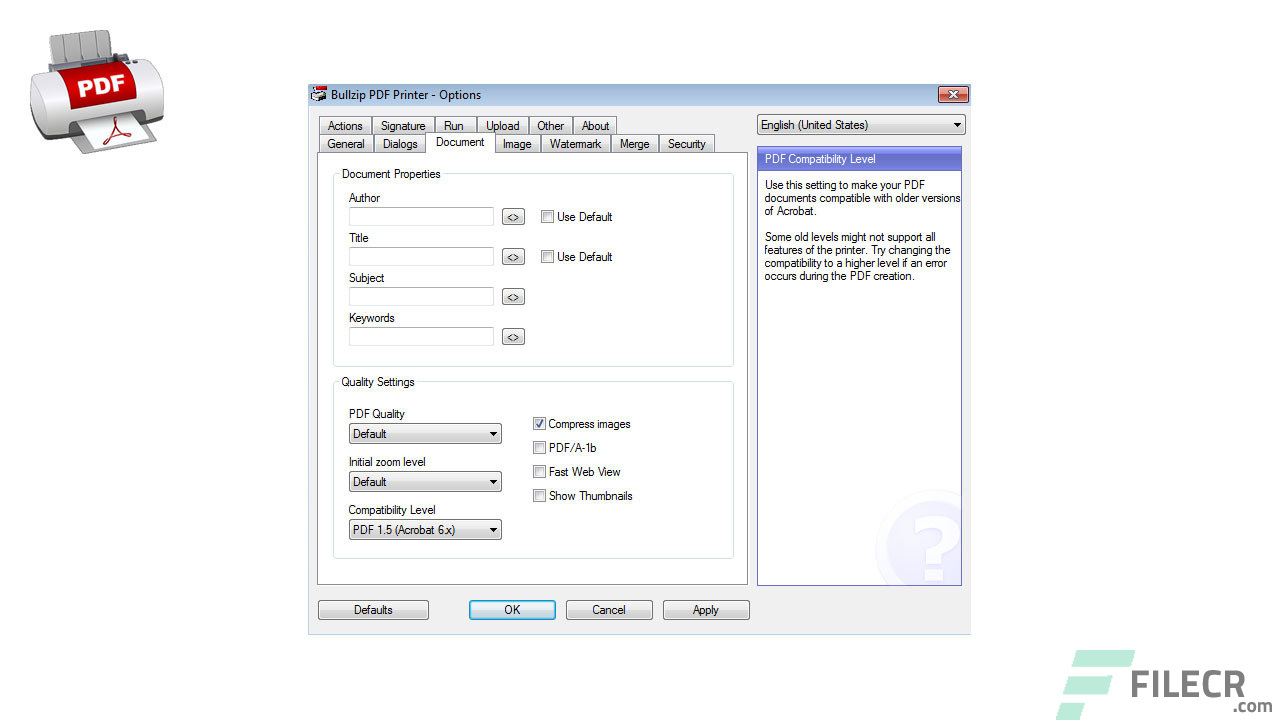 PDF
Bullzip PDF Printer - Options
Actions Signature Run Upload Other About
General Dialogs Document Image Watermark Merge Security
English (United States)
PDF Compatibility Level
Use this setting to make your PDF
documents compatible with older versions
of Acrobat.
Some old levels might not support all
features of the printer. Try changing the
compatibility to a higher level if an error
occurs during the PDF creation.
Document Properties
Author
<> Use Default
Title
<> Use Default
Subject
<>
Keywords
<>
Quality Settings
PDF Quality
Default
Initial zoom level
Default
Compatibility Level
PDF 1.5 (Acrobat 6.x)
Compress images
PDF/A-1b
Fast Web View
Show Thumbnails
?
Defaults OK Cancel Apply
FILECR
.com